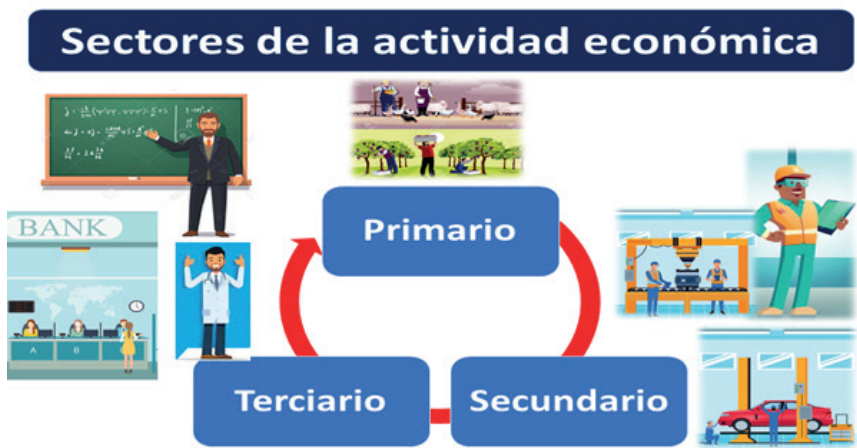 Sectores de la actividad económica
BANK
Primario
A B
Terciario
Secundario